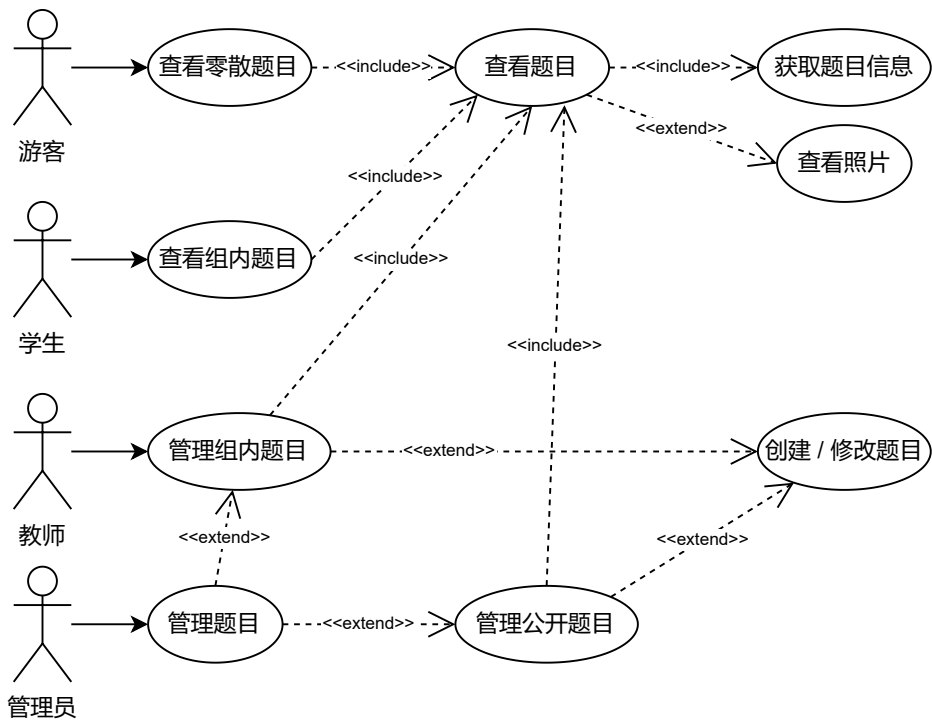 查看零散题目
<<include>>
查看题目
<<include>>
获取题目信息
<<extend>>
查看照片
游客
<<include>>
查看组内题目
<<include>>
学生
<<include>>
管理组内题目
<<extend>>
创建 / 修改题目
教师
<<extend>>
<<extend>>
管理题目
<<extend>>
管理公开题目
管理员